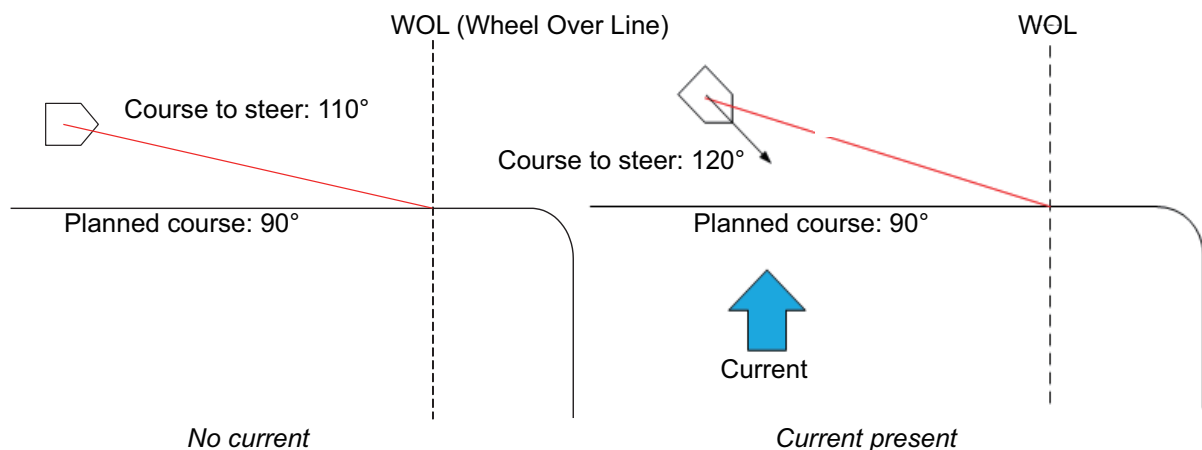 WOL (Wheel Over Line)
Course to steer: 110°
Planned course: 90°
No current
WOL
Course to steer: 120°
Planned course: 90°
Current
Current present